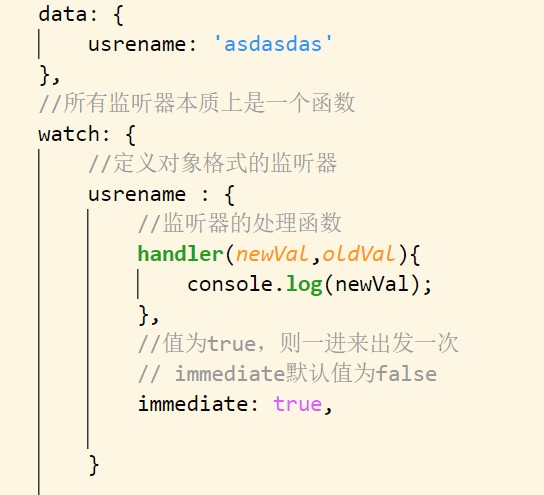 data: {
usrename: 'asdasdas'
},
//所有监听器本质上是一个函数
watch: {
//定义对象格式的监听器
usrename : {
//监听器的处理函数
handler(newVal,oldVal){
console.log(newVal);
},
//值为true，则一进来出发一次
// immediate默认值为false
immediate: true,
}